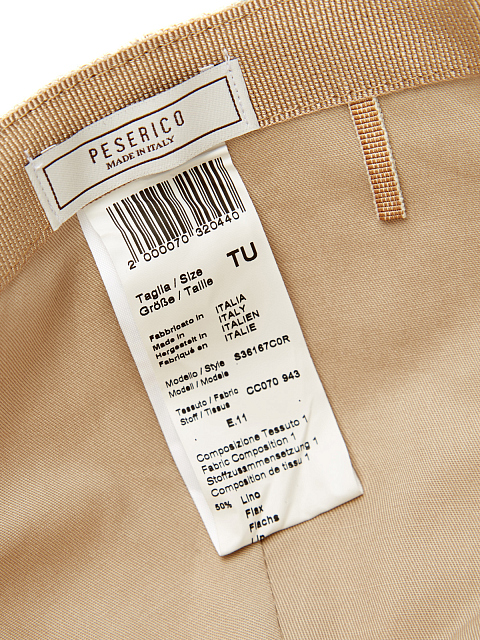 PESERICO
MADE IN ITALY
2 000070 320440
Taglia / Size TU
Größe / Taille
Fabbricato in ITALIA
Made in ITALY
Hergestelt in ITALIEN
Fabriqué en ITALIE
Modello / Style S36167C0R
Modell / Modele
Tessuto / Fabric CC070 943
Stoff / Tissus
E.11
Composizione Tessuto 1
Fabric Composition 1
Stoffzusammensetzung 1
Composition de tissu 1
50% Lino
Flax
Flachs